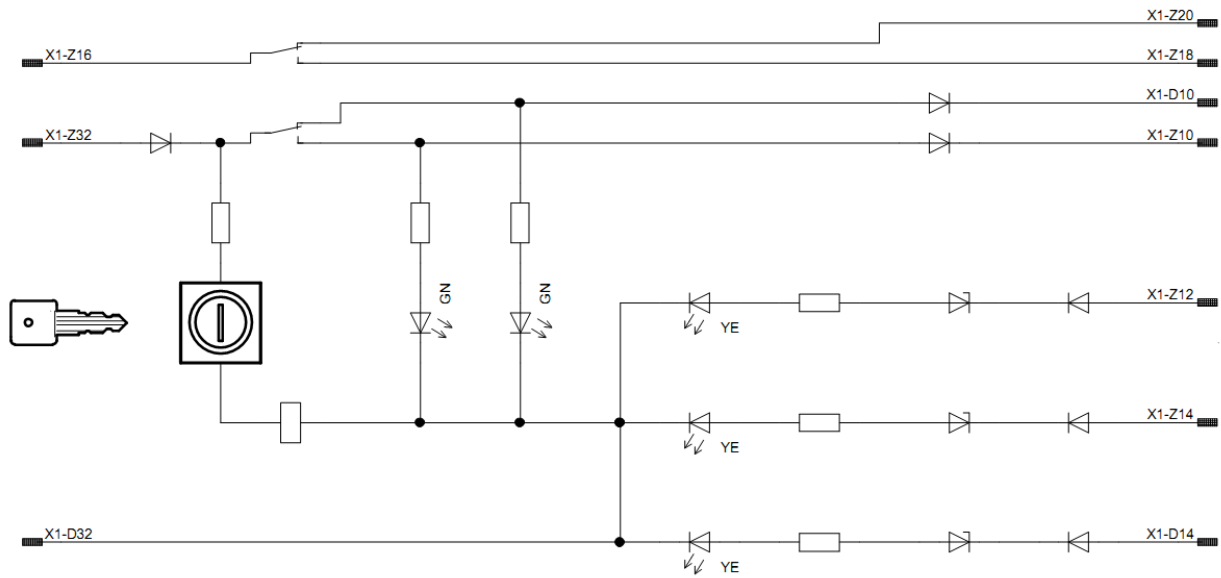 X1-Z20
X1-Z16
X1-Z18
X1-D10
X1-Z32
X1-Z10
GN
GN
X1-Z12
YE
X1-Z14
YE
X1-D32
X1-D14
YE